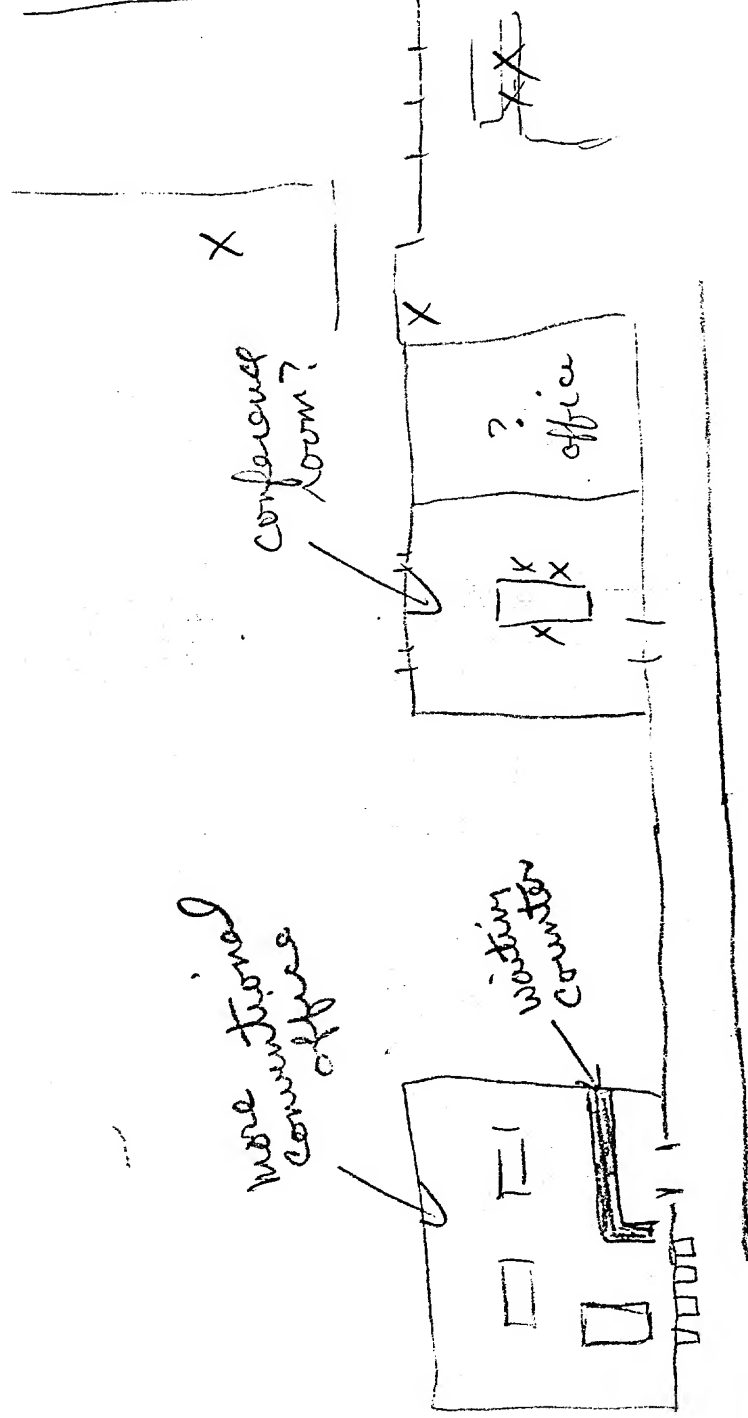 more
conventional
office
waiting
counter
conference
room?
?
office
X
X
X X
X
X X